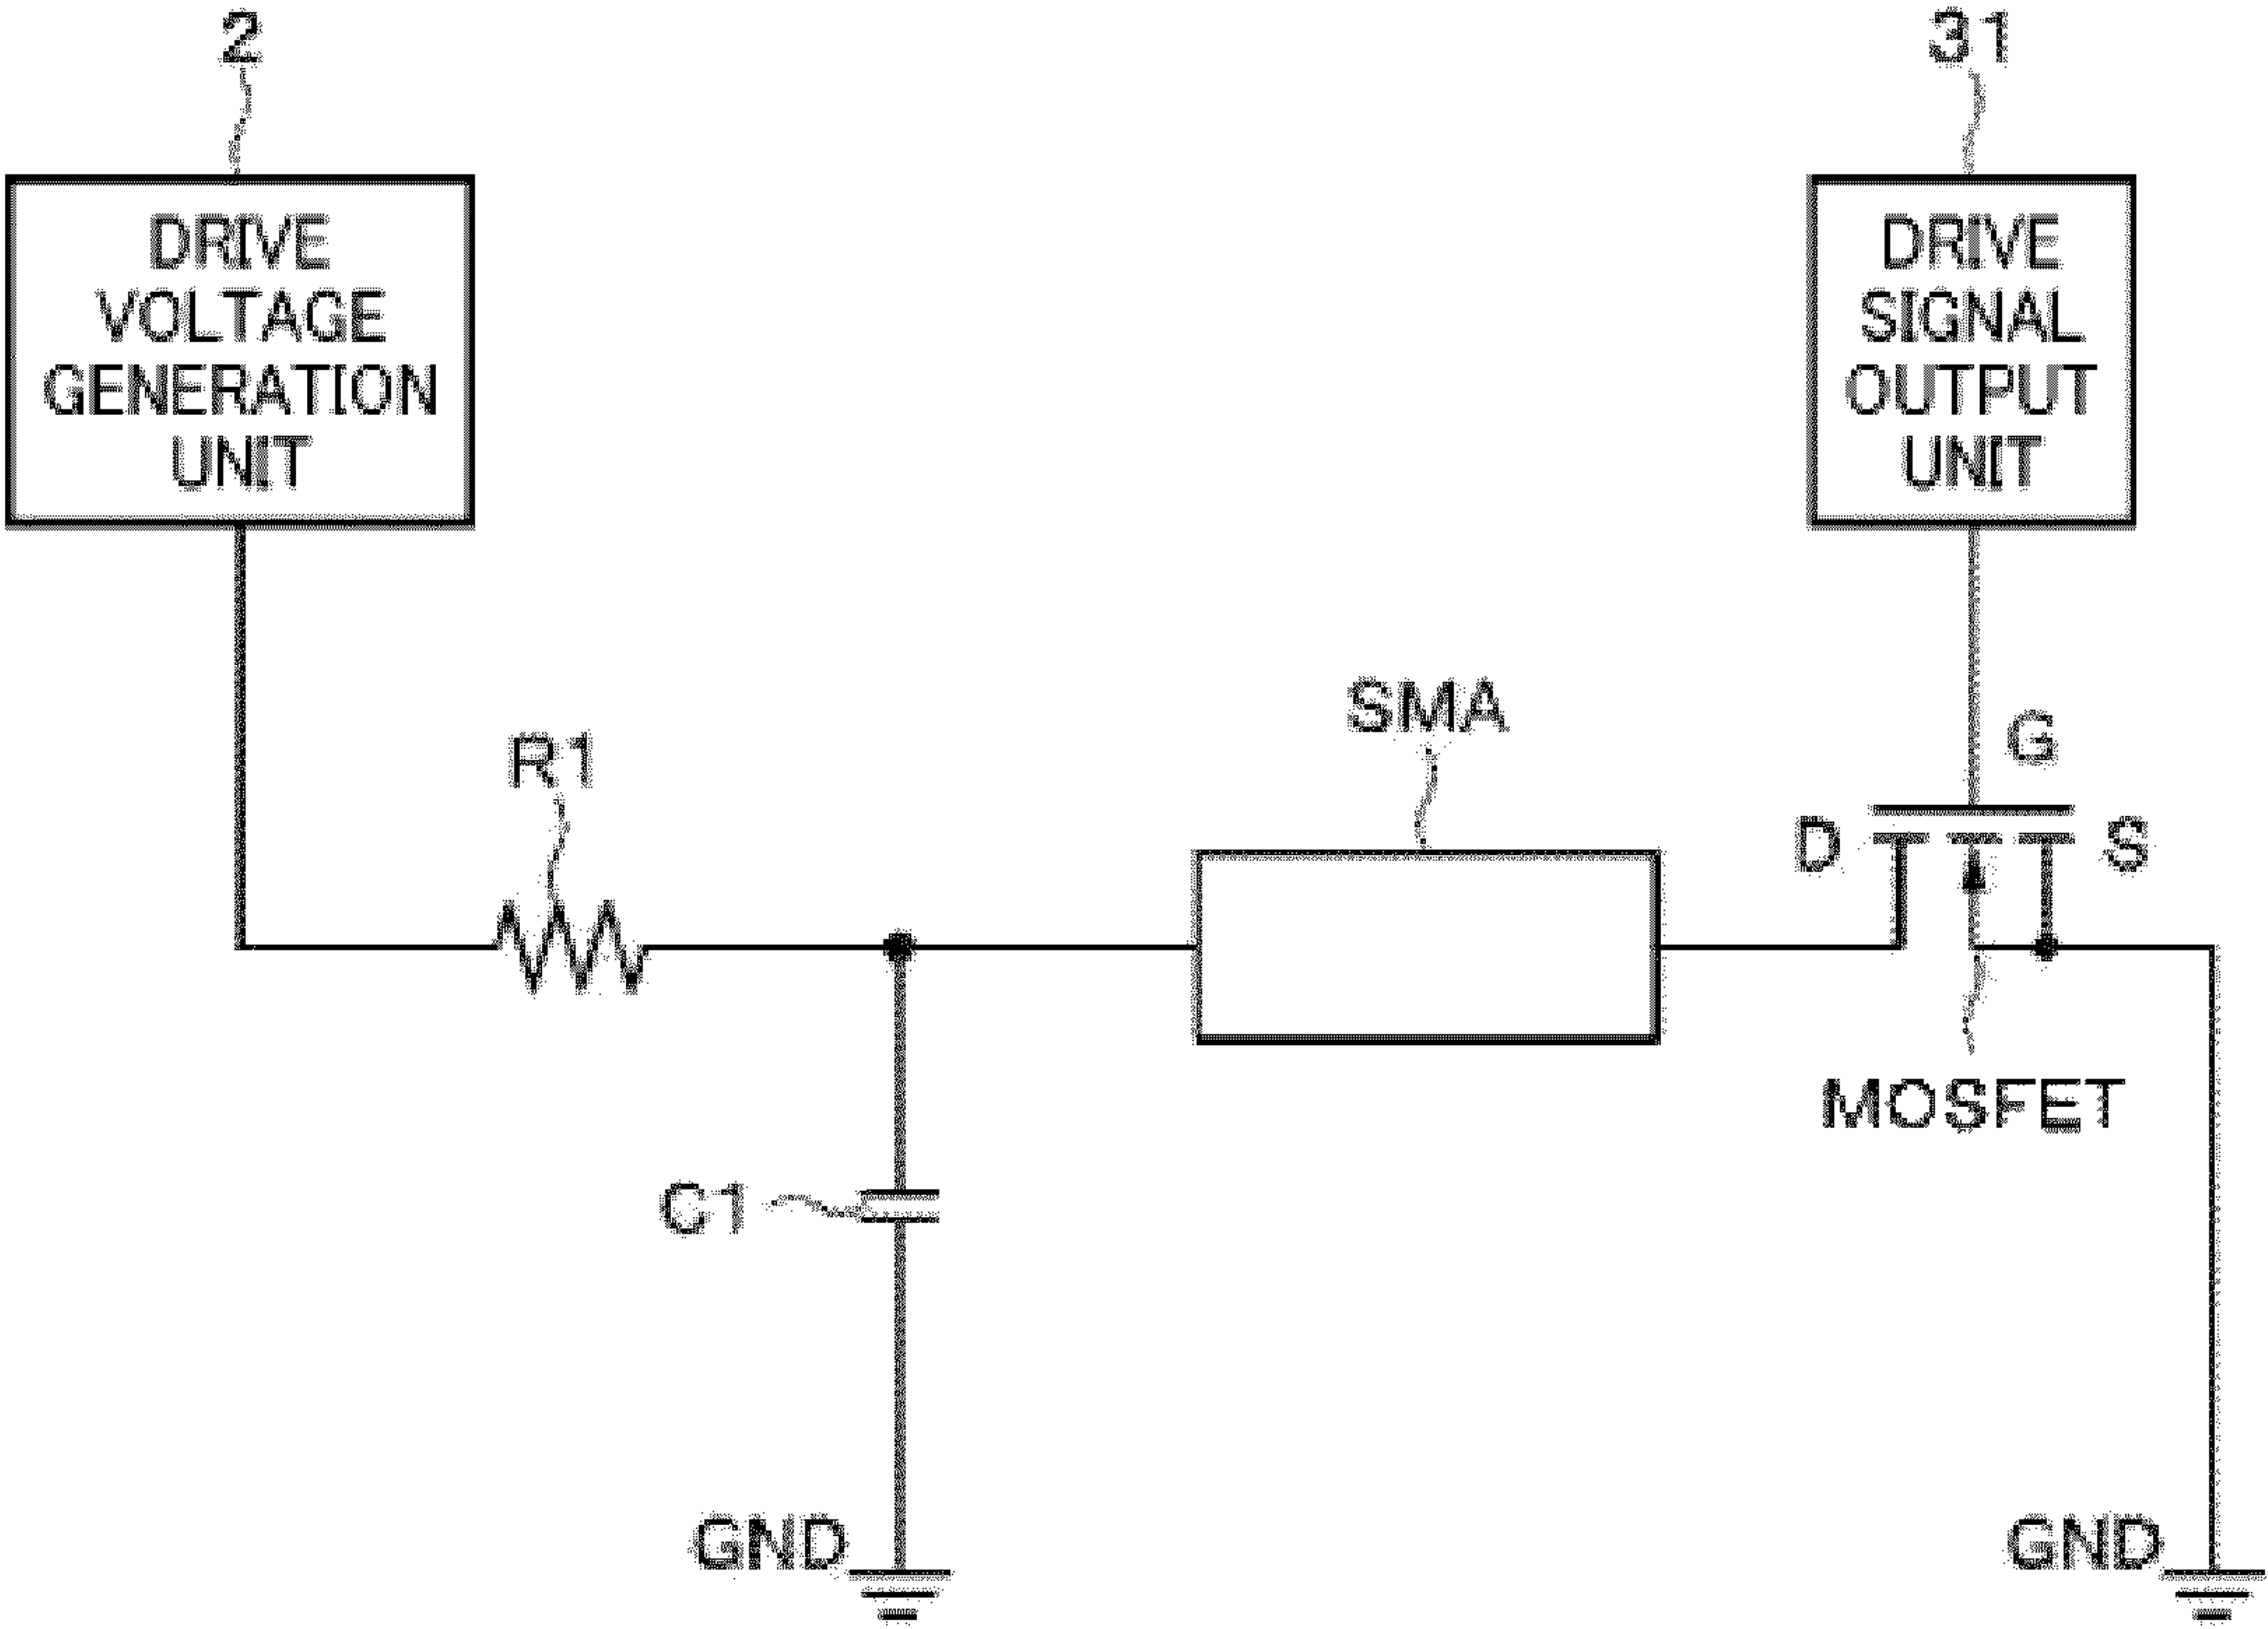 2
31
DRIVE
VOLTAGE
GENERATION
UNIT
DRIVE
SIGNAL
OUTPUT
UNIT
SMA
R1
G
D
S
MOSFET
C1
GND
GND